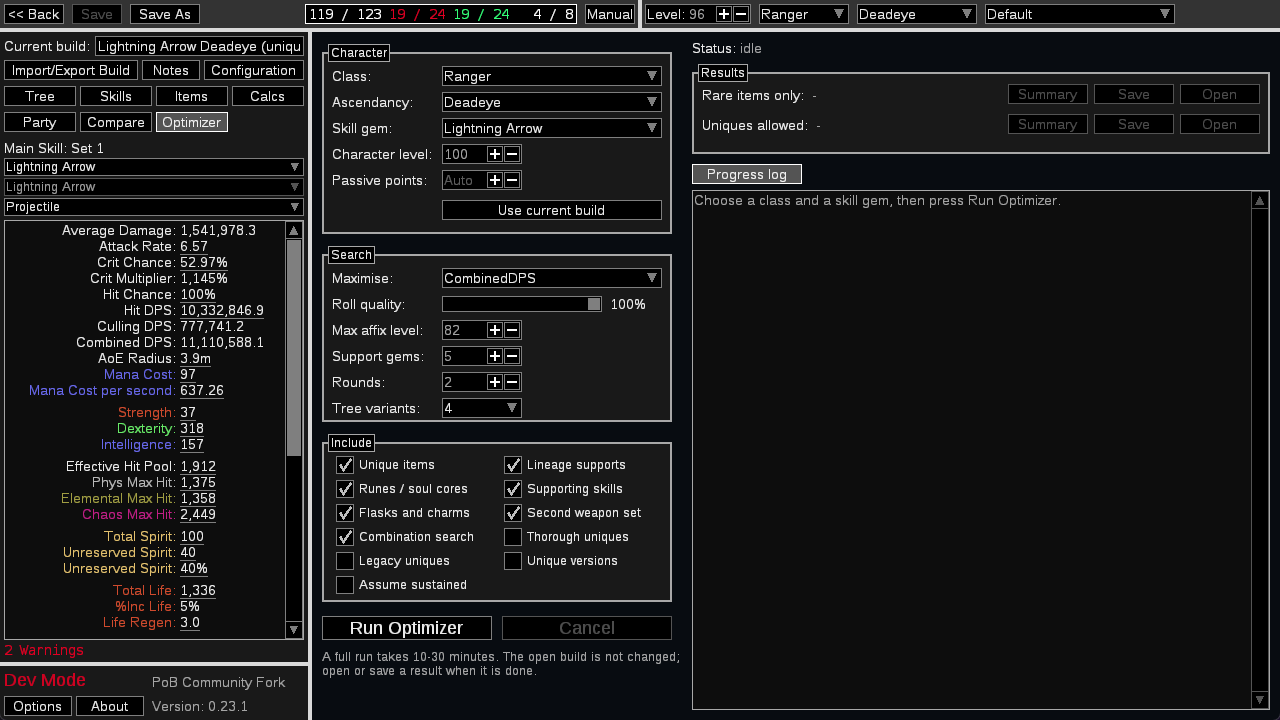 << Back Save Save As 119 / 123 19 / 24 19 / 24 4 / 8 Manual Level: 96 Ranger Deadeye Default
Current build: Lightning Arrow Deadeye (uniqu
Import/Export Build Notes Configuration
Tree Skills Items Calcs
Party Compare Optimizer
Main Skill: Set 1
Lightning Arrow
Lightning Arrow
Projectile
Average Damage: 1,541,978.3
Attack Rate: 6.57
Crit Chance: 52.97%
Crit Multiplier: 1,145%
Hit Chance: 100%
Hit DPS: 10,332,846.9
Culling DPS: 777,741.2
Combined DPS: 11,110,588.1
AoE Radius: 3.9m
Mana Cost: 97
Mana Cost per second: 637.26
Strength: 37
Dexterity: 318
Intelligence: 157
Effective Hit Pool: 1,912
Phys Max Hit: 1,375
Elemental Max Hit: 1,358
Chaos Max Hit: 2,449
Total Spirit: 100
Unreserved Spirit: 40
Unreserved Spirit: 40%
Total Life: 1,336
%Inc Life: 5%
Life Regen: 3.0
2 Warnings
Dev Mode PoB Community Fork
Options About Version: 0.23.1
Character
Class: Ranger
Ascendancy: Deadeye
Skill gem: Lightning Arrow
Character level: 100
Passive points: Auto
Use current build
Search
Maximise: CombinedDPS
Roll quality: 100%
Max affix level: 82
Support gems: 5
Rounds: 2
Tree variants: 4
Include
Unique items Lineage supports
Runes / soul cores Supporting skills
Flasks and charms Second weapon set
Combination search Thorough uniques
Legacy uniques Unique versions
Assume sustained
Run Optimizer Cancel
A full run takes 10-30 minutes. The open build is not changed;
open or save a result when it is done.
Status: idle
Results
Rare items only: - Summary Save Open
Uniques allowed: - Summary Save Open
Progress log
Choose a class and a skill gem, then press Run Optimizer.